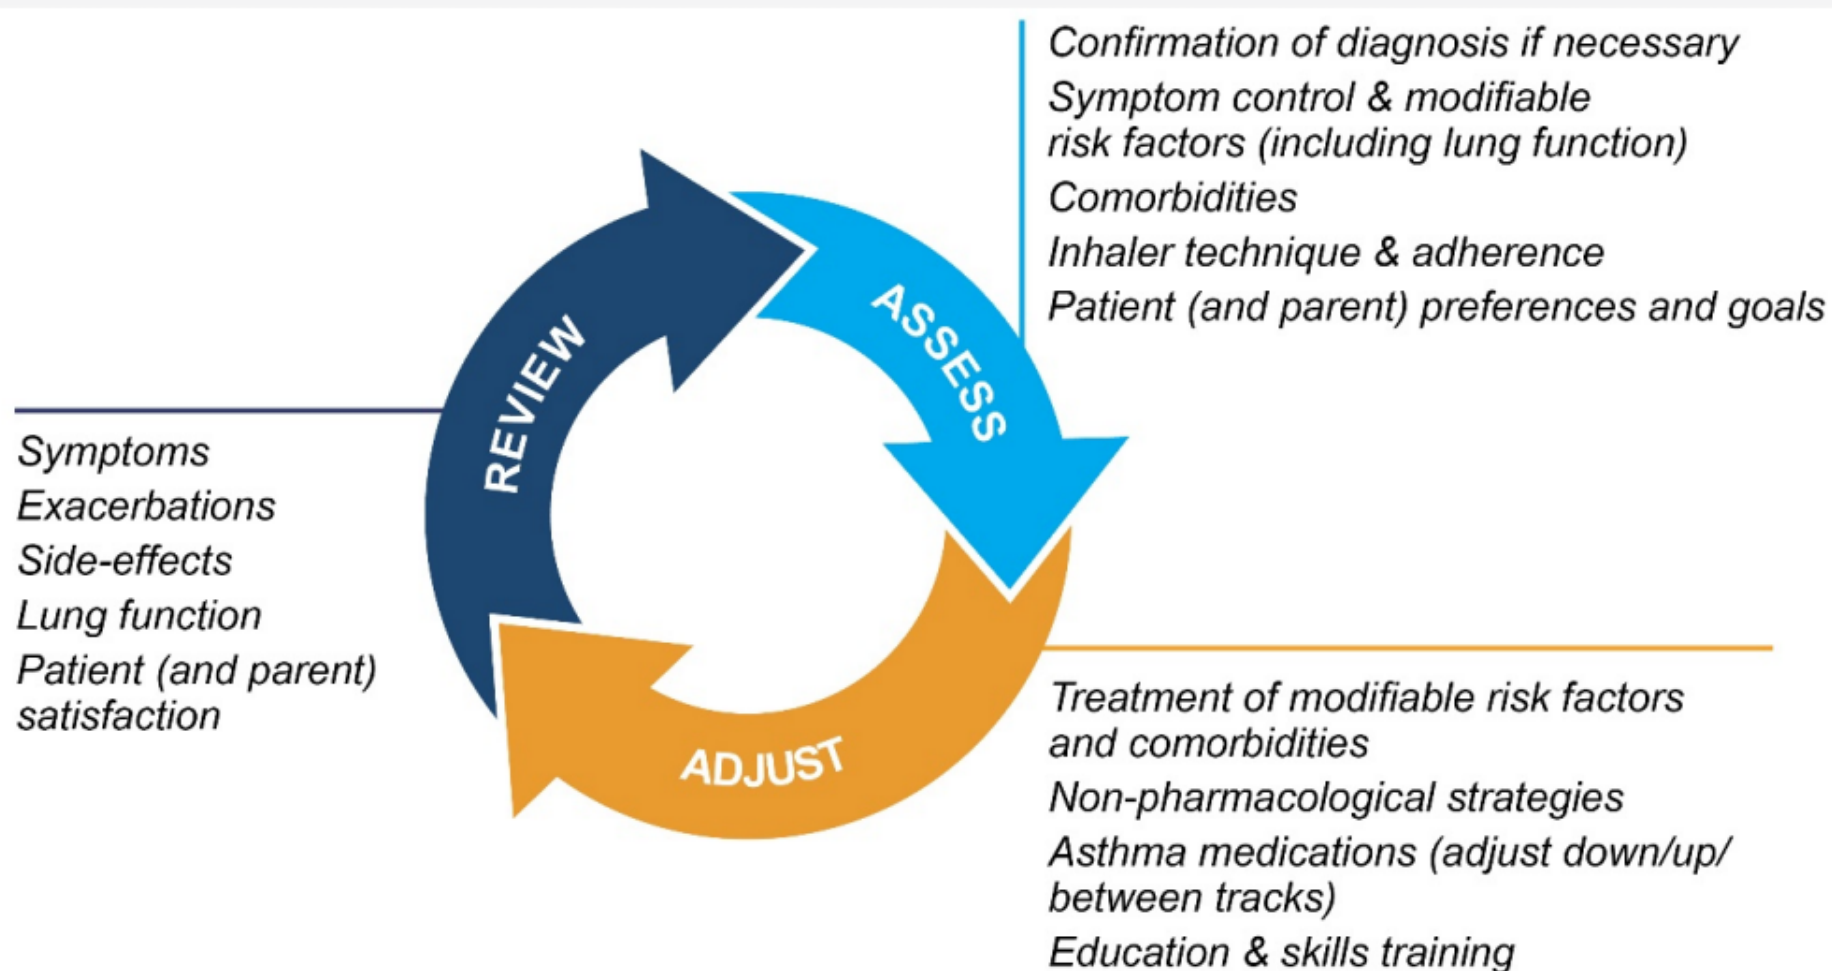 Confirmation of diagnosis if necessary
Symptom control & modifiable
risk factors (including lung function)
Comorbidities
Inhaler technique & adherence
Patient (and parent) preferences and goals
REVIEW
ASSESS
ADJUST
Symptoms
Exacerbations
Side-effects
Lung function
Patient (and parent)
satisfaction
Treatment of modifiable risk factors
and comorbidities
Non-pharmacological strategies
Asthma medications (adjust down/up/
between tracks)
Education & skills training